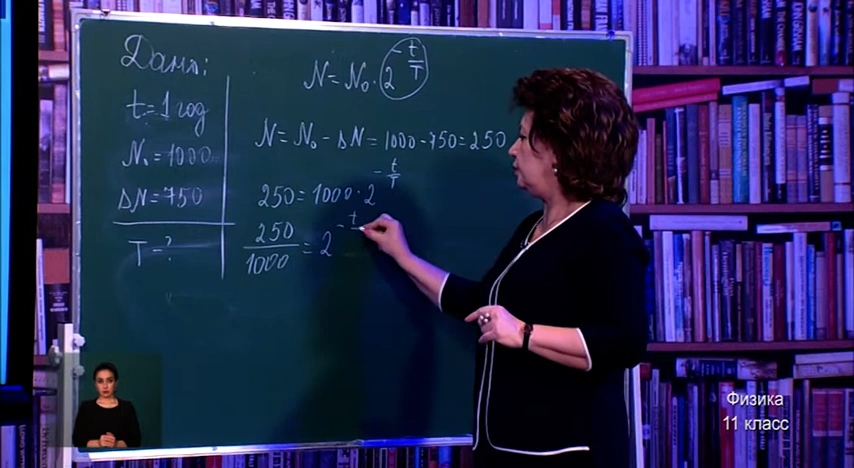 Дано:
t = 1 год
N₀ = 1000
ΔN = 750
T - ?
N = N₀ · 2^(-t/T)
N = N₀ - ΔN = 1000 - 750 = 250
250 = 1000 · 2^(-t/T)
250/1000 = 2^(-t
Физика
11 класс